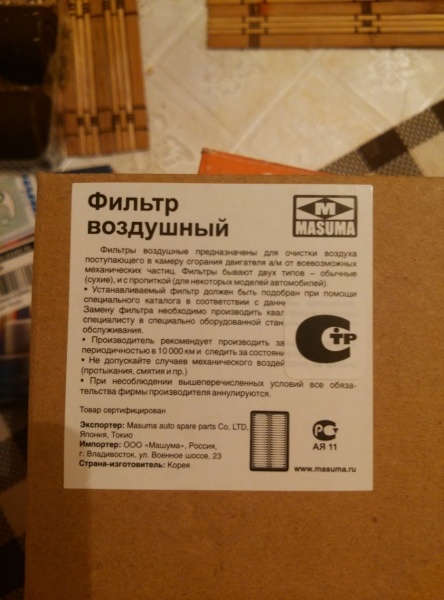 Фильтр
воздушный
MASUMA
Фильтры воздушные предназначены для очистки воздуха
поступающего в камеру сгорания двигателя а/м от всевозможных
механических частиц. Фильтры бывают двух типов – обычные
(сухие), и с пропиткой (для некоторых моделей автомобилей).
• Устанавливаемый фильтр должен быть подобран при помощи
специального каталога в соответствии с
Замену фильтра необходимо производить
специалисту в специально оборудованной
обслуживания.
• Производитель рекомендует производить
периодичностью в 10 000 км и следить за
• Не допускайте случаев механического
(протыкания, смятия и пр.)
• При несоблюдении вышеперечисленных условий все обяза-
тельства фирмы производителя аннулируются.
СТР
Товар сертифицирован
Экспортер: Masuma auto spare parts Co, LTD,
Япония, Токио
Импортер: ООО «Машума», Россия,
г. Владивосток, ул. Военное шоссе, 23
Страна-изготовитель: Корея
АЯ 11
www.masuma.ru